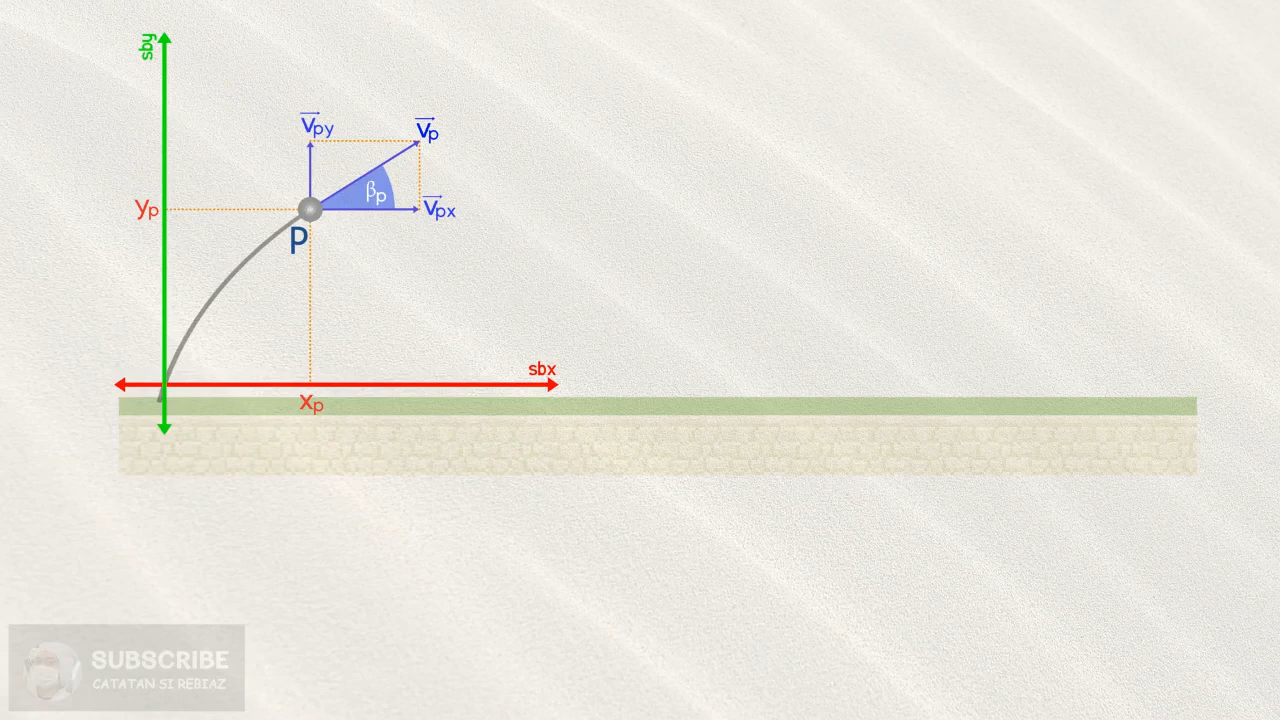 sby
vpy
vp
βp
vpx
yp
P
sbx
xp
SUBSCRIBE
CATATAN SI REBIAZ